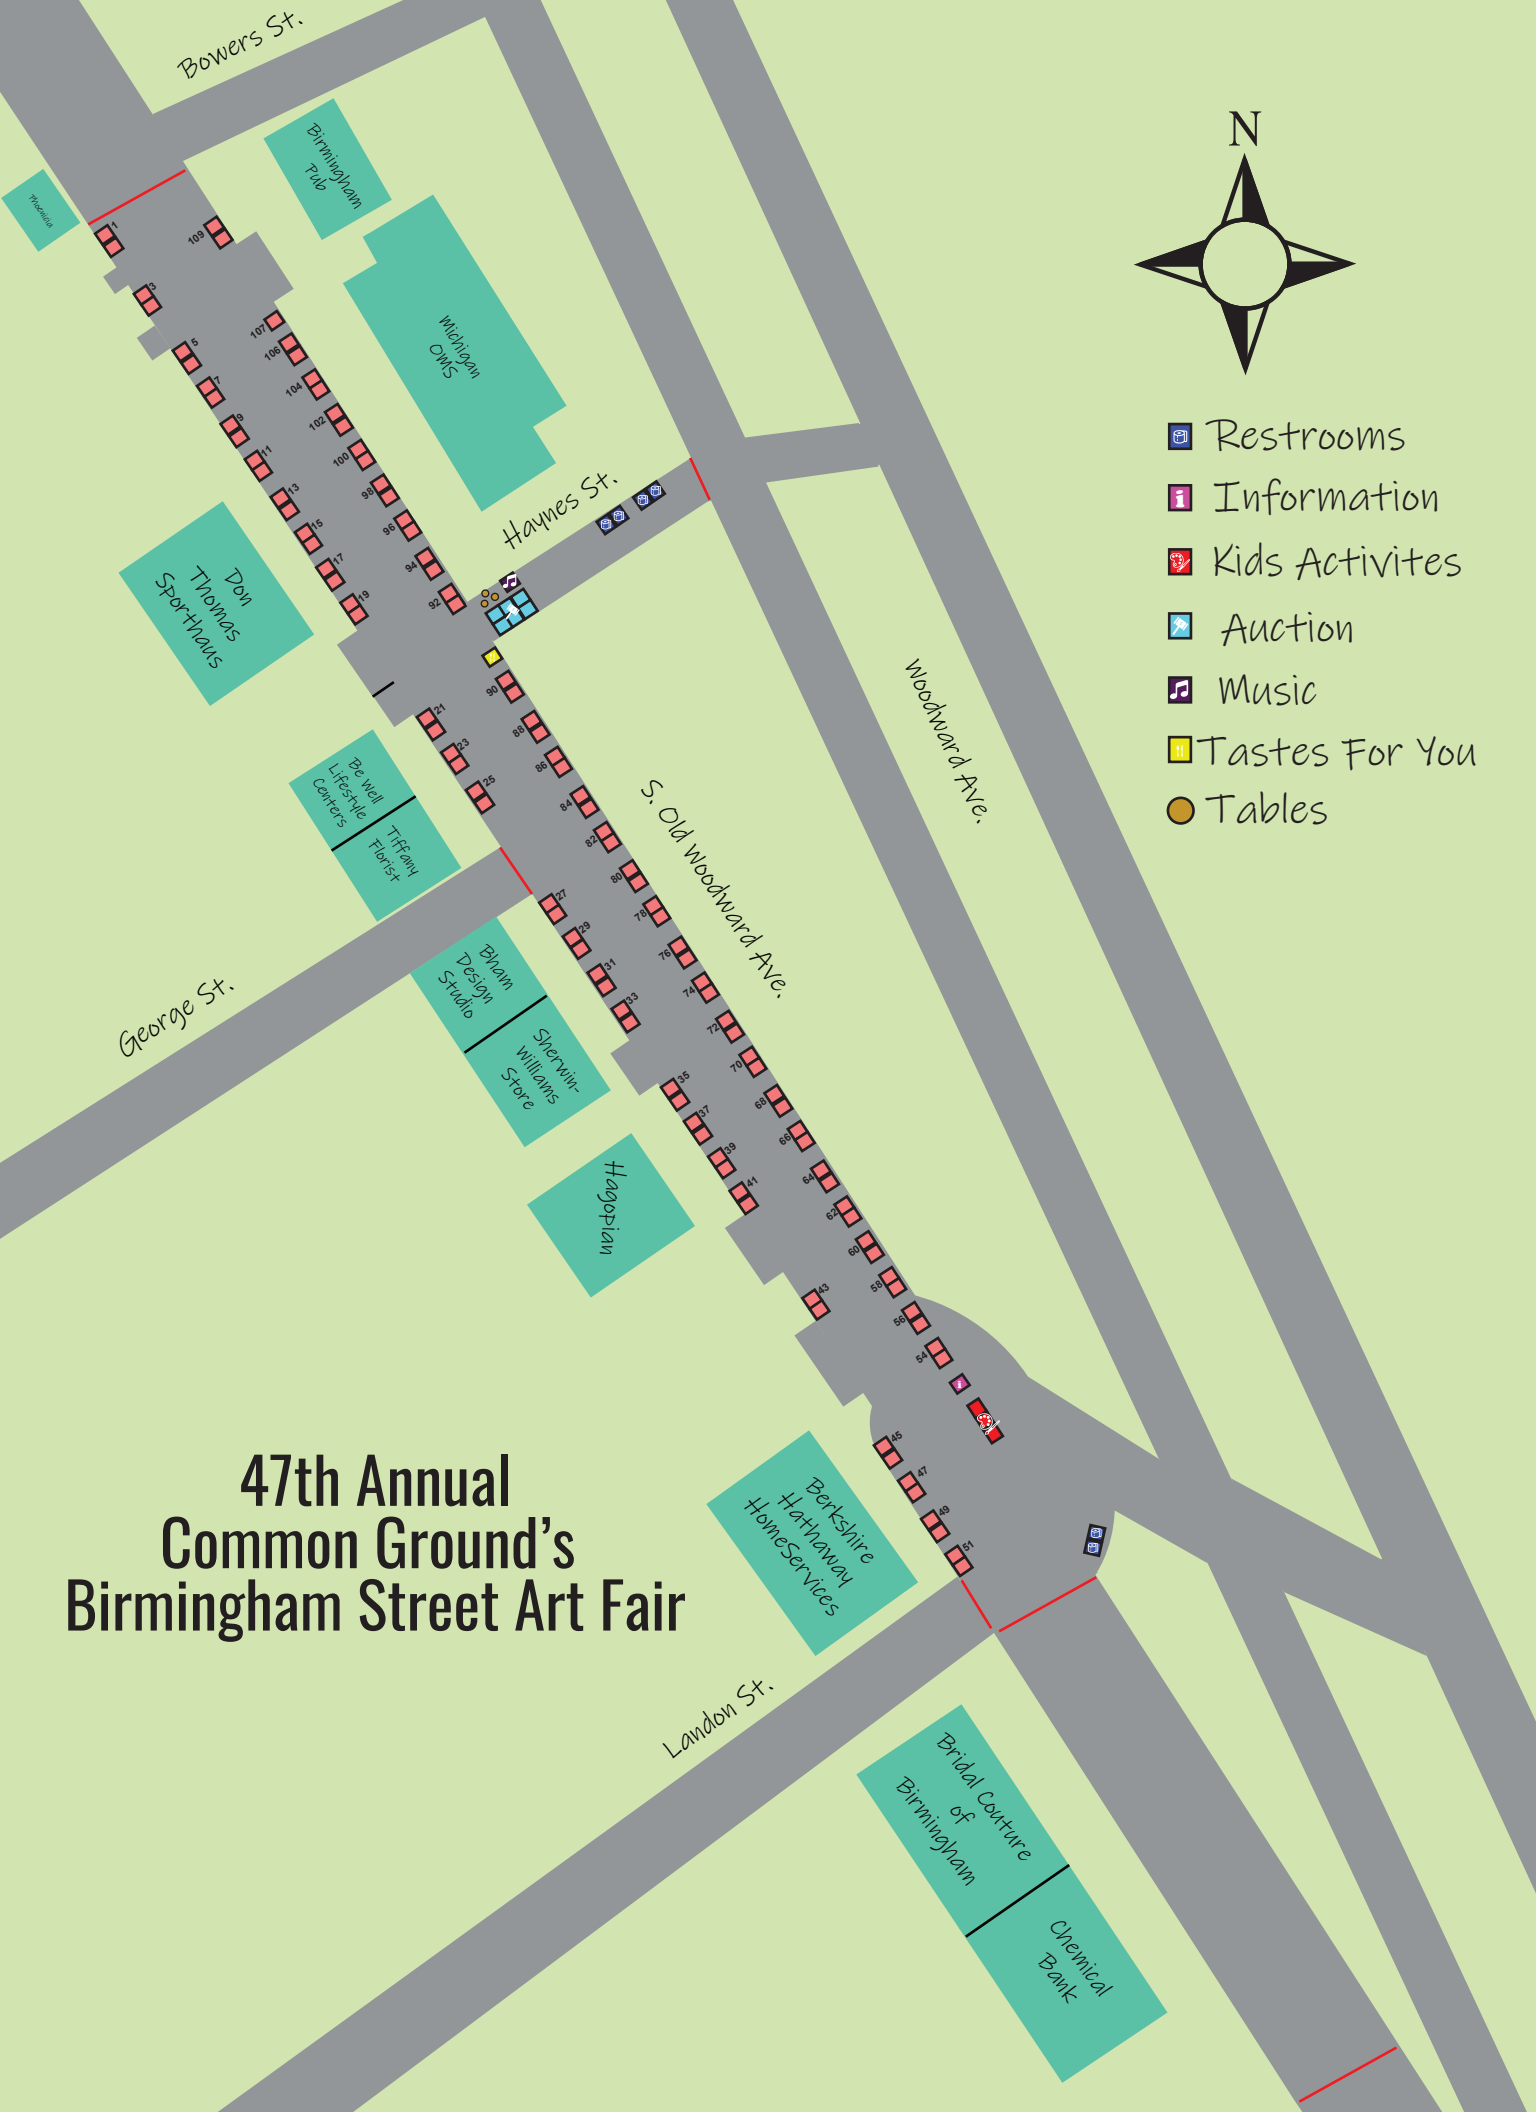 Bowers St.
N
Birmingham
Pub
Phoenicia
1
109
3
107
5
106
Michigan
OMS
7
104
9
102
11
100
13
98
15
96
17
94
19
92
Haynes St.
Restrooms
Information
Kids Activites
Auction
Music
Tastes For You
Tables
Don
Thomas
Sporthaus
90
21
88
23
86
25
84
82
80
78
Woodward Ave.
S. Old Woodward Ave.
Be Well
Lifestyle
Centers
Tiffany
Florist
27
29
76
31
74
33
72
George St.
Bham
Design
Studio
Sherwin-
Williams
Store
70
35
68
37
66
39
64
41
62
60
Hagopian
58
43
56
54
45
47
49
51
47th Annual
Common Ground's
Birmingham Street Art Fair
Berkshire
Hathaway
HomeServices
Landon St.
Bridal Couture
of
Birmingham
Chemical
Bank